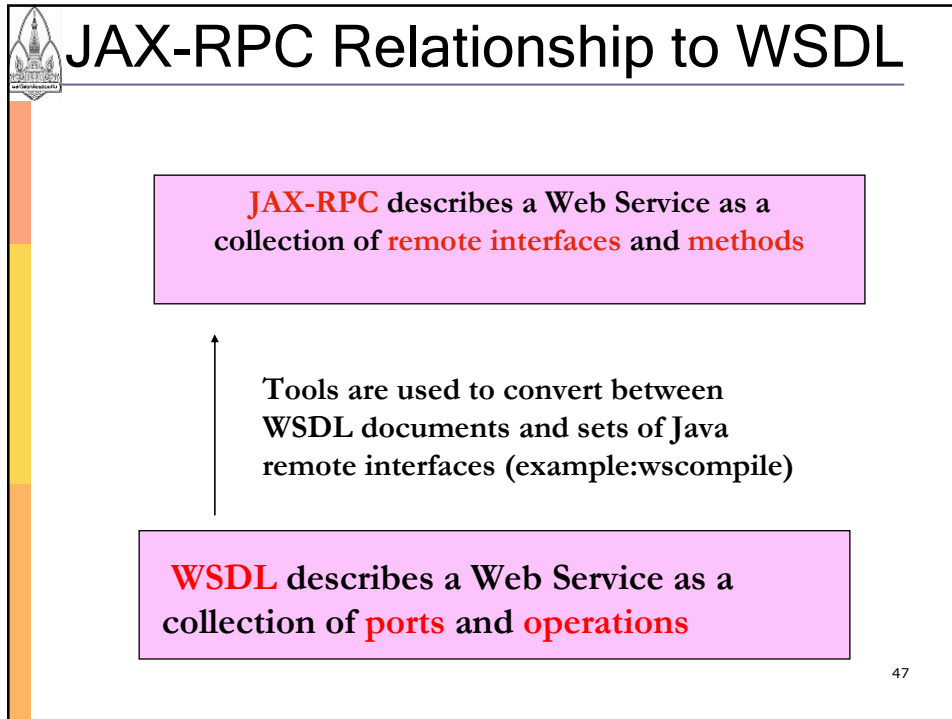 JAX-RPC Relationship to WSDL
JAX-RPC describes a Web Service as a
collection of remote interfaces and methods
Tools are used to convert between
WSDL documents and sets of Java
remote interfaces (example:wscompile)
WSDL describes a Web Service as a
collection of ports and operations
47